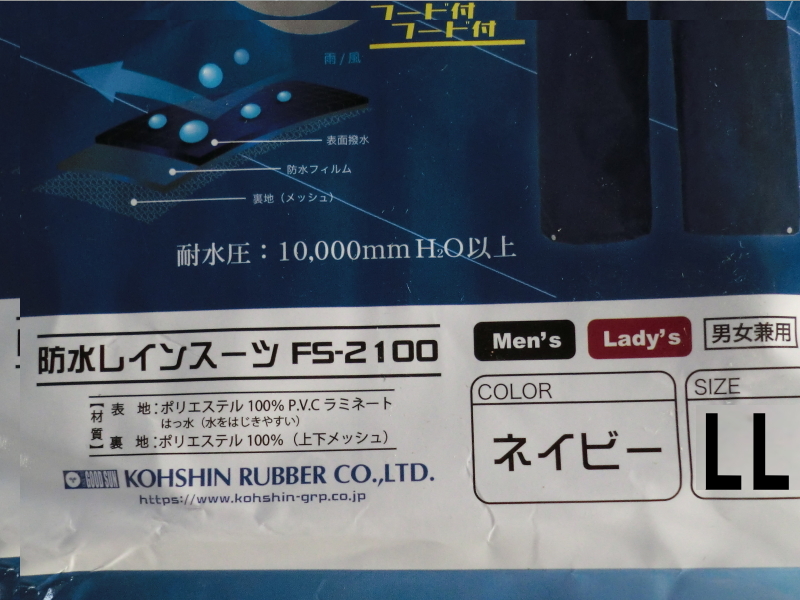 フード付
フード付
雨/風
表面撥水
防水フィルム
裏地(メッシュ)
耐水圧:10,000mmH₂O以上
防水レインスーツ FS-2100
【材質】
表 地:ポリエステル100% P.V.Cラミネート
はっ水(水をはじきやすい)
裏 地:ポリエステル100%(上下メッシュ)
GOOD SUN KOHSHIN RUBBER CO.,LTD.
https://www.kohshin-grp.co.jp
Men's Lady's 男女兼用
COLOR
ネイビー
SIZE
LL